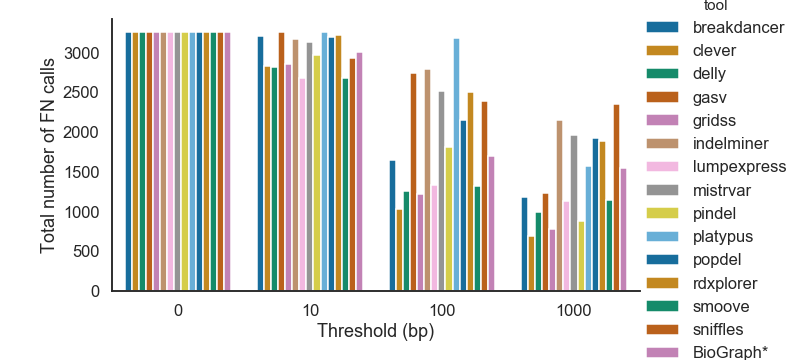 tool
breakdancer
clever
delly
gasv
gridss
indelminer
lumpexpress
mistrvar
pindel
platypus
popdel
rdxplorer
smoove
sniffles
BioGraph*
Total number of FN calls
3000
2500
2000
1500
1000
500
0
0 10 100 1000
Threshold (bp)